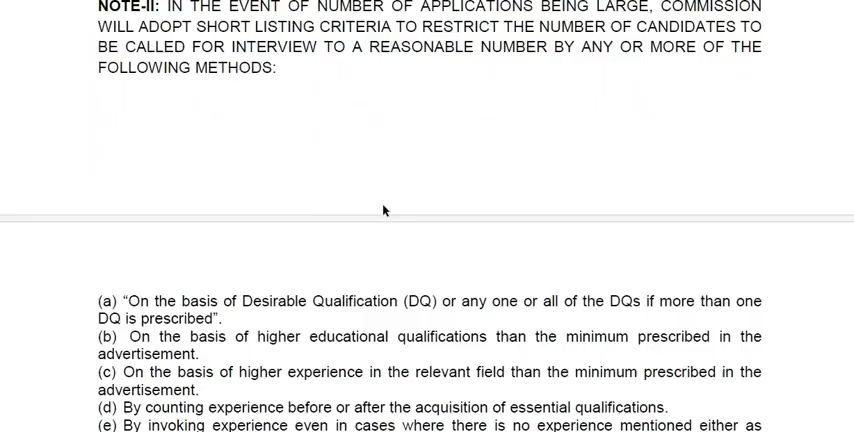 NOTE-II: IN THE EVENT OF NUMBER OF APPLICATIONS BEING LARGE, COMMISSION
WILL ADOPT SHORT LISTING CRITERIA TO RESTRICT THE NUMBER OF CANDIDATES TO
BE CALLED FOR INTERVIEW TO A REASONABLE NUMBER BY ANY OR MORE OF THE
FOLLOWING METHODS:
(a) “On the basis of Desirable Qualification (DQ) or any one or all of the DQs if more than one
DQ is prescribed”.
(b) On the basis of higher educational qualifications than the minimum prescribed in the
advertisement.
(c) On the basis of higher experience in the relevant field than the minimum prescribed in the
advertisement.
(d) By counting experience before or after the acquisition of essential qualifications.
(e) By invoking experience even in cases where there is no experience mentioned either as